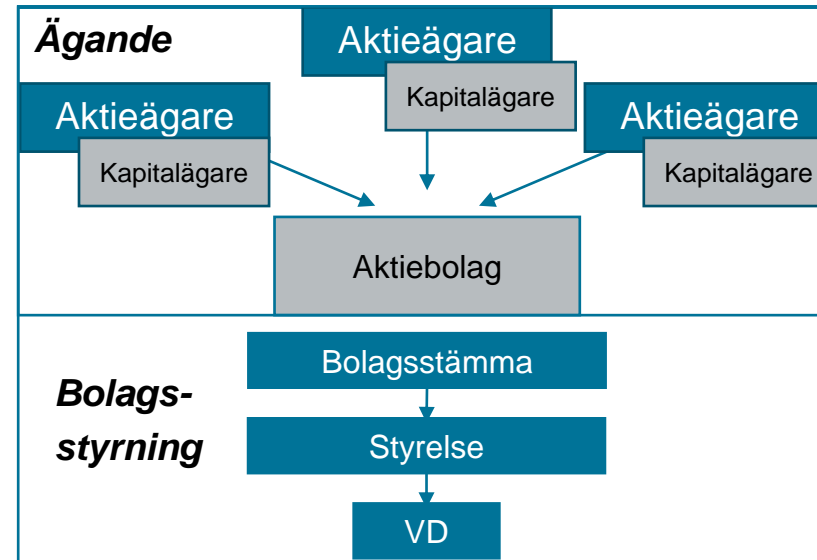 Ägande
Aktieägare
Kapitalägare
Aktieägare
Kapitalägare
Aktieägare
Kapitalägare
Aktiebolag
Bolags-
styrning
Bolagsstämma
Styrelse
VD